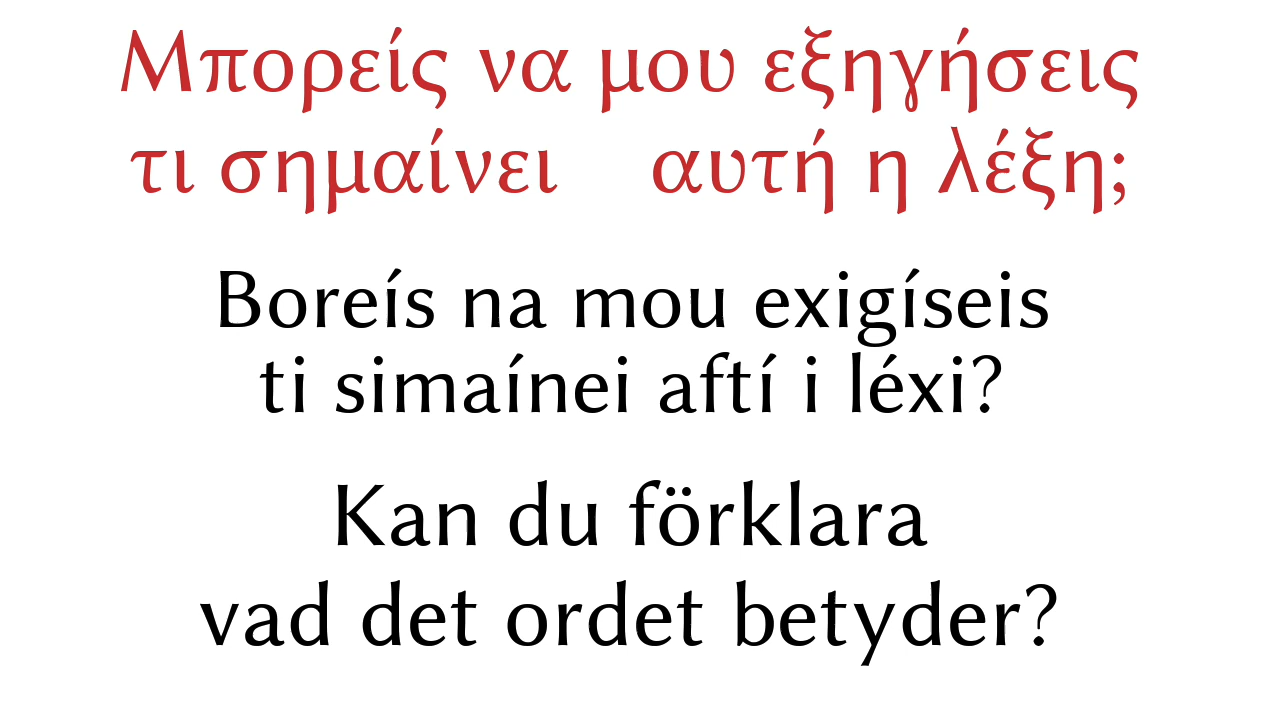 Μπορείς να μου εξηγήσεις
τι σημαίνει αυτή η λέξη;
Boreís na mou exigíseis
ti simaínei aftí i léxi?
Kan du förklara
vad det ordet betyder?